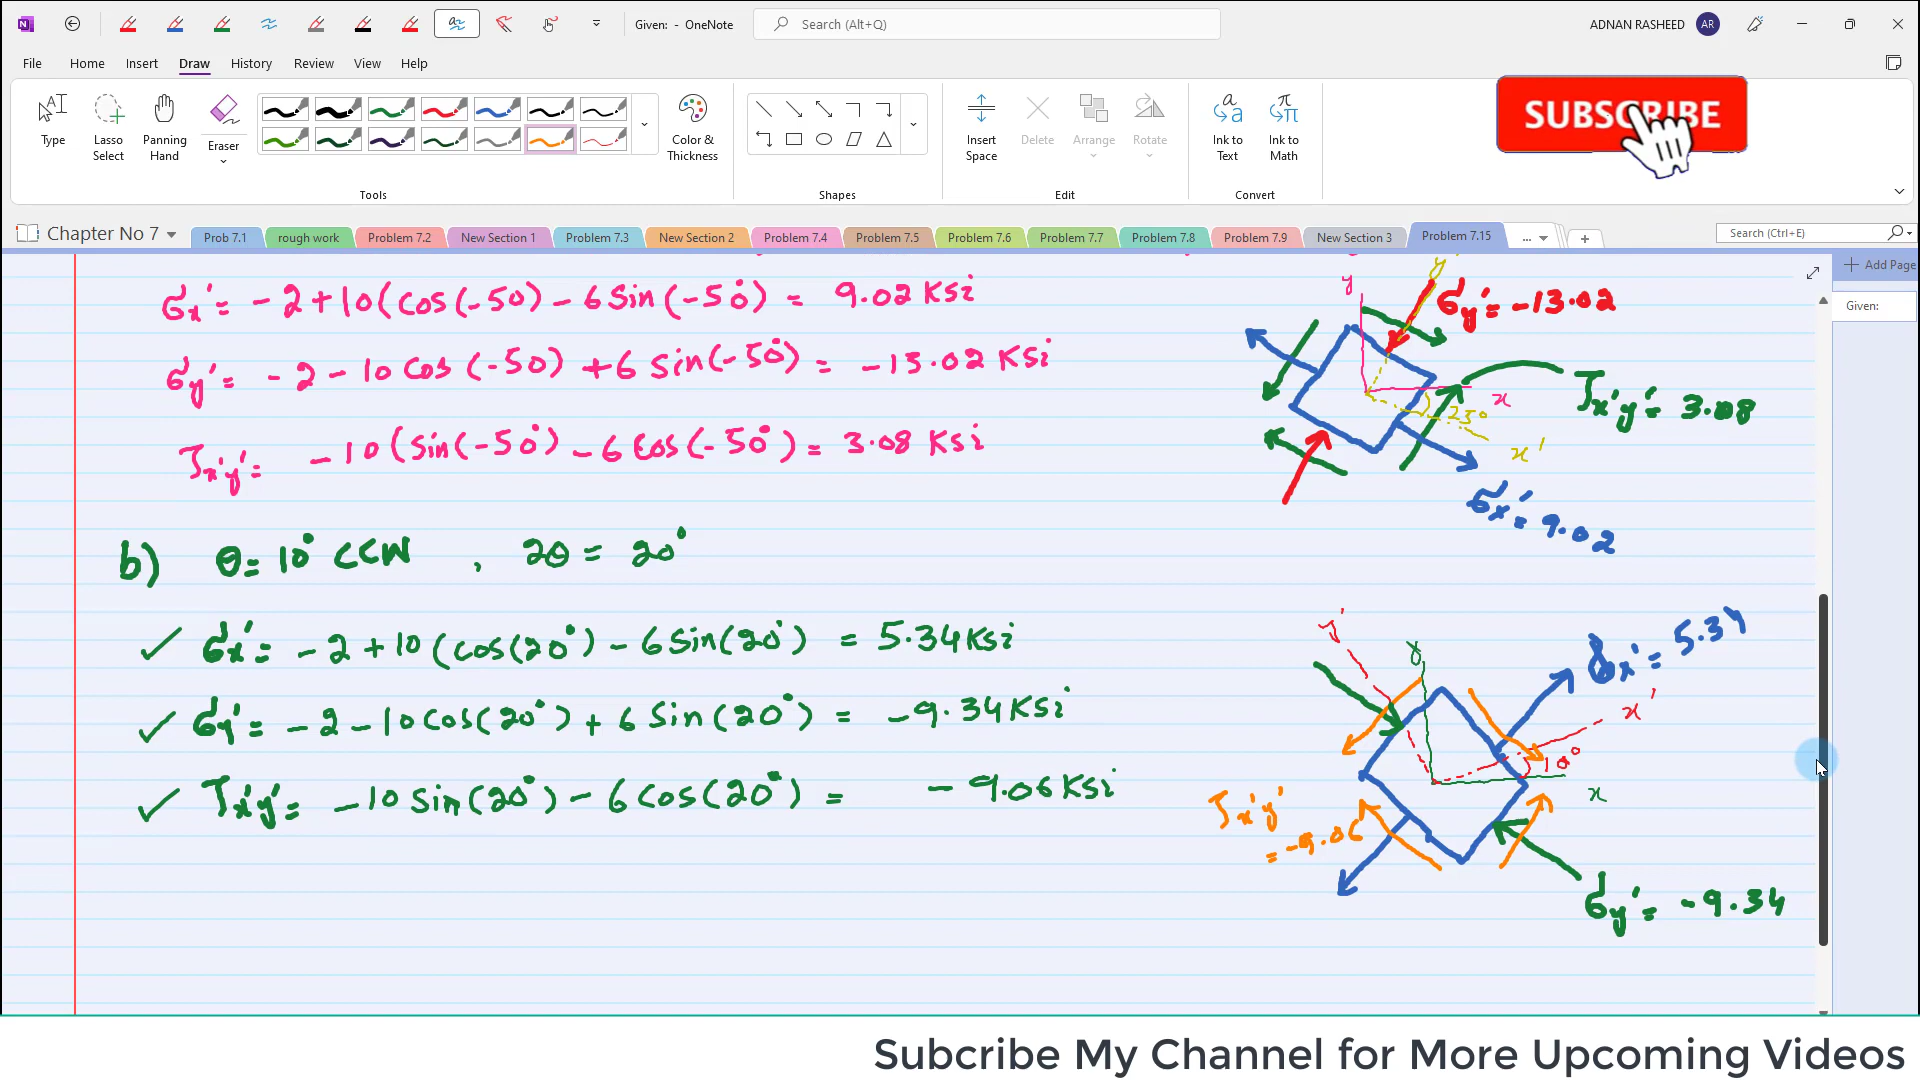 Given: - OneNote
Search (Alt+Q)
ADNAN RASHEED AR
File Home Insert Draw History Review View Help
SUBSCRIBE
Type
Lasso Select
Panning Hand
Eraser
Color & Thickness
Insert Space
Delete
Arrange
Rotate
Ink to Text
Ink to Math
Tools Shapes Edit Convert
Chapter No 7
Prob 7.1 rough work Problem 7.2 New Section 1 Problem 7.3 New Section 2 Problem 7.4 Problem 7.5 Problem 7.6 Problem 7.7 Problem 7.8 Problem 7.9 New Section 3 Problem 7.15 ... +
Search (Ctrl+E)
+ Add Page
Given:
σx' = -2+10(cos(-50) - 6 Sin(-50°) = 9.02 KSi
σy' = -2 - 10 Cos (-50) + 6 Sin(-50°) = -13.02 KSi
τx'y' = -10 (Sin(-50°) - 6 Cos(-50°) = 3.08 KSi
y
σy' = -13.02
x
25°
x'
τx'y' = 3.08
σx' = 9.02
b) θ = 10° CCW , 2θ = 20°
✓ σx' = -2 + 10 (cos(20°) - 6 Sin(20°) = 5.34 KSi
✓ σy' = -2 - 10 Cos(20°) + 6 Sin(20°) = -9.34 KSi
✓ τx'y' = -10 Sin(20°) - 6 Cos(20°) = -9.06 KSi
y'
y
σx' = 5.34
x'
10°
x
τx'y' = -9.06
σy' = -9.34
Subcribe My Channel for More Upcoming Videos